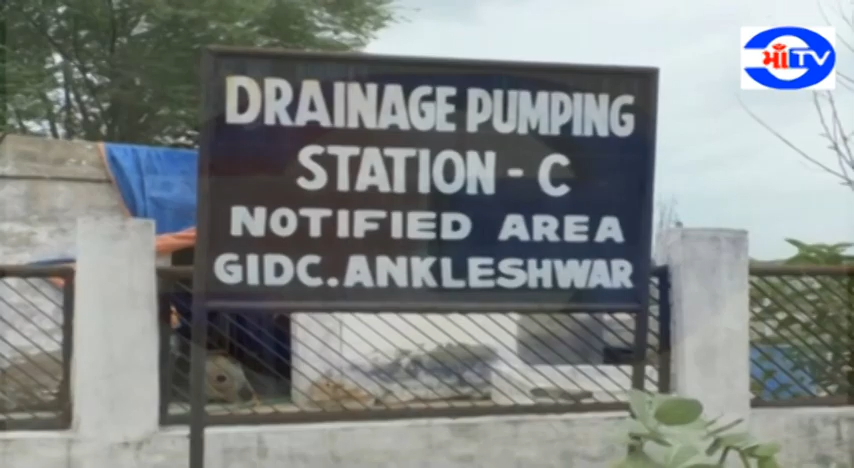 માઁ TV
DRAINAGE PUMPING
STATION - C
NOTIFIED AREA
GIDC. ANKLESHWAR